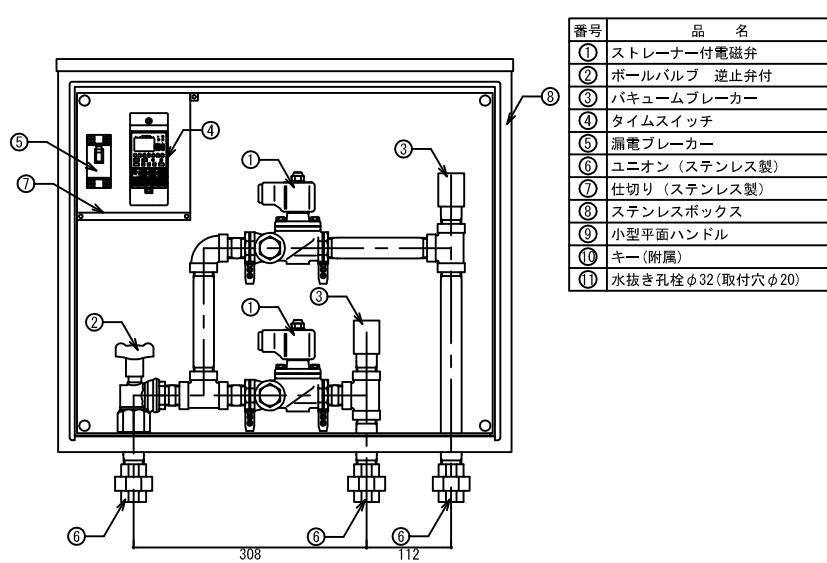 番号 品 名
① ストレーナー付電磁弁
② ボールバルブ 逆止弁付
③ バキュームブレーカー
④ タイムスイッチ
⑤ 漏電ブレーカー
⑥ ユニオン（ステンレス製）
⑦ 仕切り（ステンレス製）
⑧ ステンレスボックス
⑨ 小型平面ハンドル
⑩ キー(付属)
⑪ 水抜き孔栓φ32(取付穴φ20)
⑧
④
⑤
①
③
⑦
①
③
②
⑥
⑥
⑥
308
112